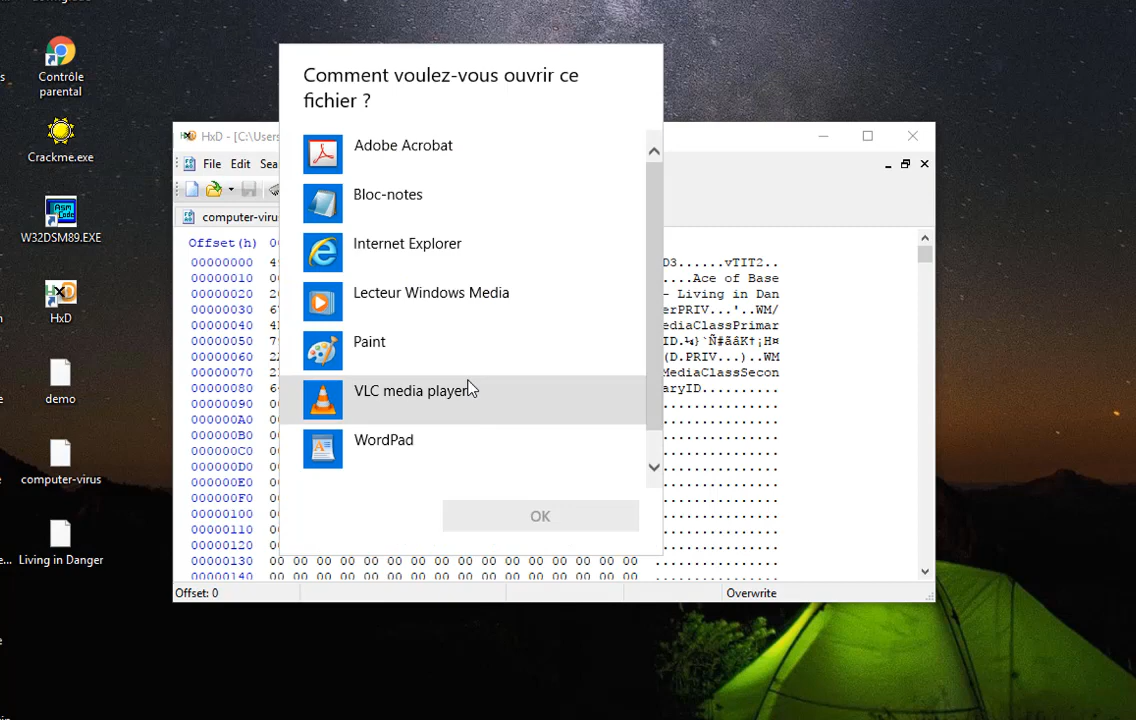 Contrôle
parental
Crackme.exe
W32DSM89.EXE
HxD
demo
computer-virus
Living in Danger
Comment voulez-vous ouvrir ce
fichier ?
Adobe Acrobat
Bloc-notes
Internet Explorer
Lecteur Windows Media
Paint
VLC media player
WordPad
OK
HxD - [C:\Users
File Edit Sea
computer-virus
Offset(h)
00000000
00000010
00000020
00000030
00000040
00000050
00000060
00000070
00000080
00000090
000000A0
000000B0
000000C0
000000D0
000000E0
000000F0
00000100
00000110
00000120
00000130 00 00 00 00 00 00 00 00 00 00 00 00 00 00 00 00 ................
00000140 00 00 00 00 00 00 00 00 00 00 00 00 00 00 00 00 ................
D3......vTIT2..
....Ace of Base
- Living in Dan
erPRIV...'..WM/
ediaClassPrimar
(D.PRIV...)..WM
MediaClassSecon
aryID..........
Offset: 0
Overwrite